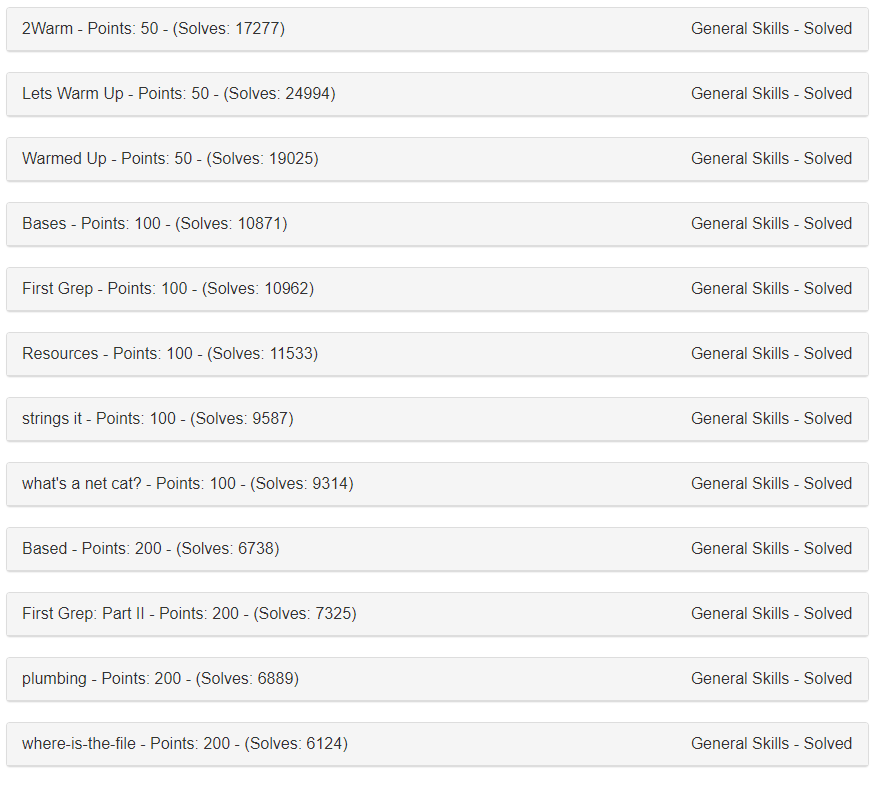 2Warm - Points: 50 - (Solves: 17277) General Skills - Solved
Lets Warm Up - Points: 50 - (Solves: 24994) General Skills - Solved
Warmed Up - Points: 50 - (Solves: 19025) General Skills - Solved
Bases - Points: 100 - (Solves: 10871) General Skills - Solved
First Grep - Points: 100 - (Solves: 10962) General Skills - Solved
Resources - Points: 100 - (Solves: 11533) General Skills - Solved
strings it - Points: 100 - (Solves: 9587) General Skills - Solved
what's a net cat? - Points: 100 - (Solves: 9314) General Skills - Solved
Based - Points: 200 - (Solves: 6738) General Skills - Solved
First Grep: Part II - Points: 200 - (Solves: 7325) General Skills - Solved
plumbing - Points: 200 - (Solves: 6889) General Skills - Solved
where-is-the-file - Points: 200 - (Solves: 6124) General Skills - Solved